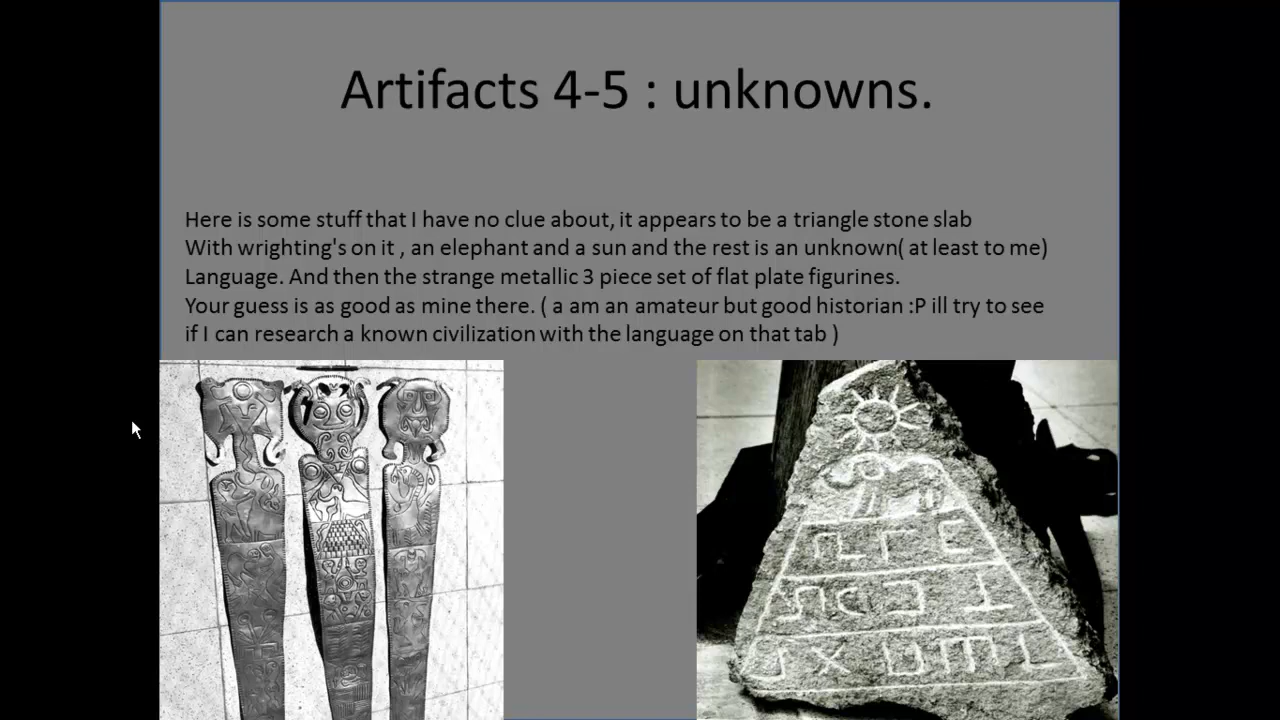 Artifacts 4-5 : unknowns.
Here is some stuff that I have no clue about, it appears to be a triangle stone slab
With wrighting's on it , an elephant and a sun and the rest is an unknown( at least to me)
Language. And then the strange metallic 3 piece set of flat plate figurines.
Your guess is as good as mine there. ( a am an amateur but good historian :P ill try to see
if I can research a known civilization with the language on that tab )